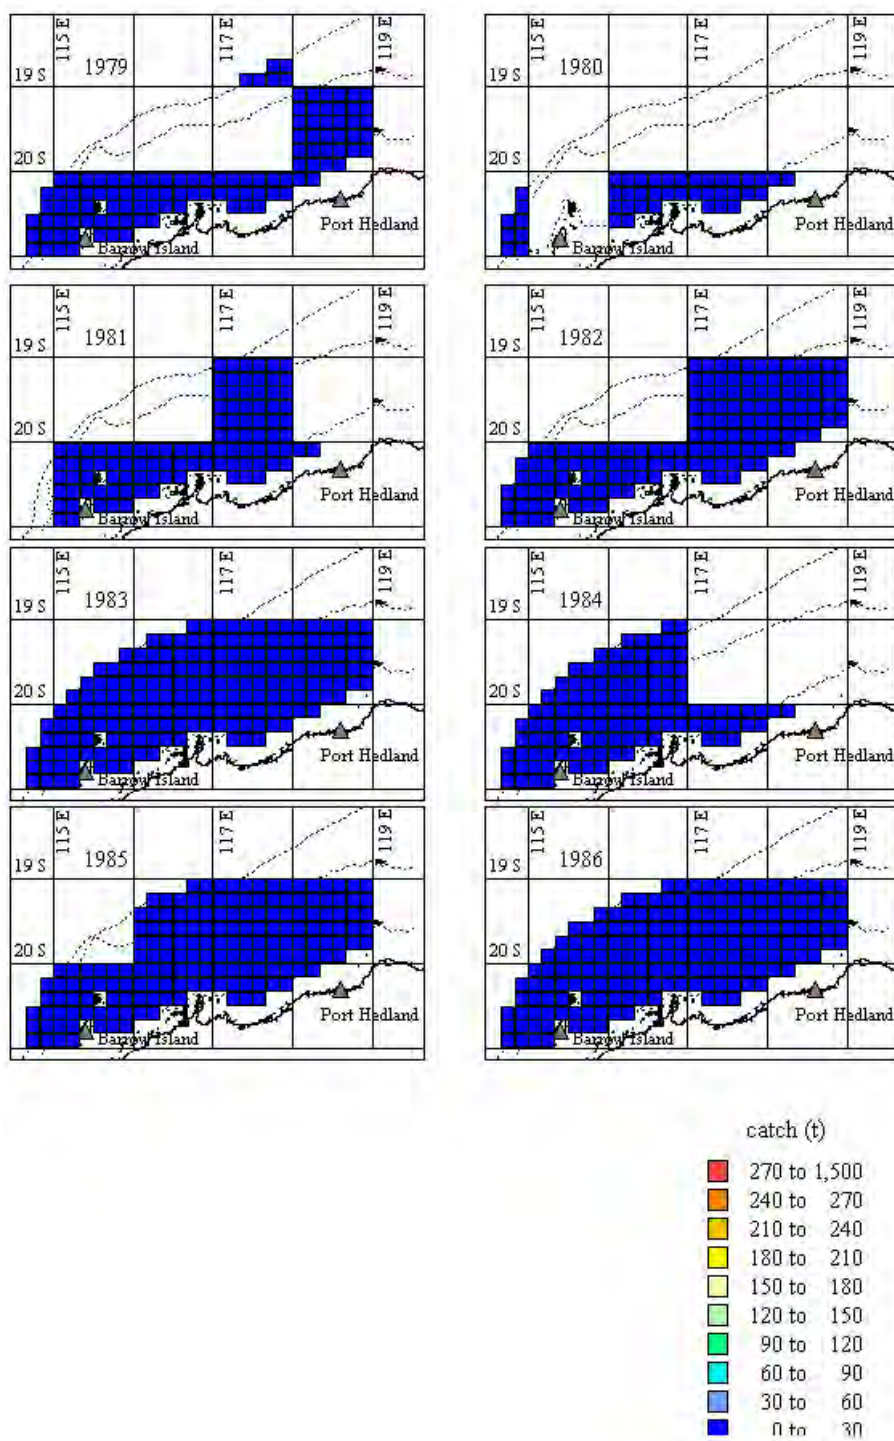 115 E 117 E 119 E
1979
19 S
20 S
Port Hedland
Barrow Island
115 E 117 E 119 E
1980
19 S
20 S
Port Hedland
Barrow Island
115 E 117 E 119 E
1981
19 S
20 S
Port Hedland
Barrow Island
115 E 117 E 119 E
1982
19 S
20 S
Port Hedland
Barrow Island
115 E 117 E 119 E
1983
19 S
20 S
Port Hedland
Barrow Island
115 E 117 E 119 E
1984
19 S
20 S
Port Hedland
Barrow Island
115 E 117 E 119 E
1985
19 S
20 S
Port Hedland
Barrow Island
115 E 117 E 119 E
1986
19 S
20 S
Port Hedland
Barrow Island
catch (t)
270 to 1,500
240 to 270
210 to 240
180 to 210
150 to 180
120 to 150
90 to 120
60 to 90
30 to 60
0 to 30